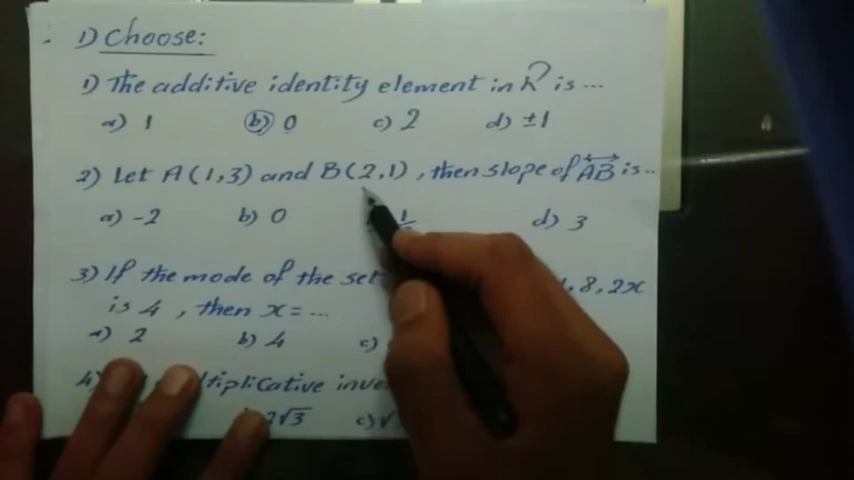 1) Choose:
1) The additive identity element in R is ...
a) 1 b) 0 c) 2 d) ±1
2) Let A(1,3) and B(2,1), then slope of AB is ..
a) -2 b) 0 d) 3
3) If the mode of the set 8, 2x
is 4, then x = ...
a) 2 b) 4 c)
4)
2√3 c) √